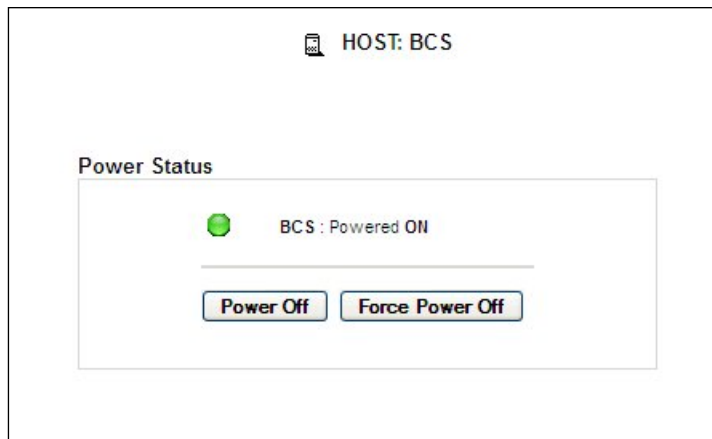 HOST: BCS
Power Status
BCS : Powered ON
Power Off Force Power Off